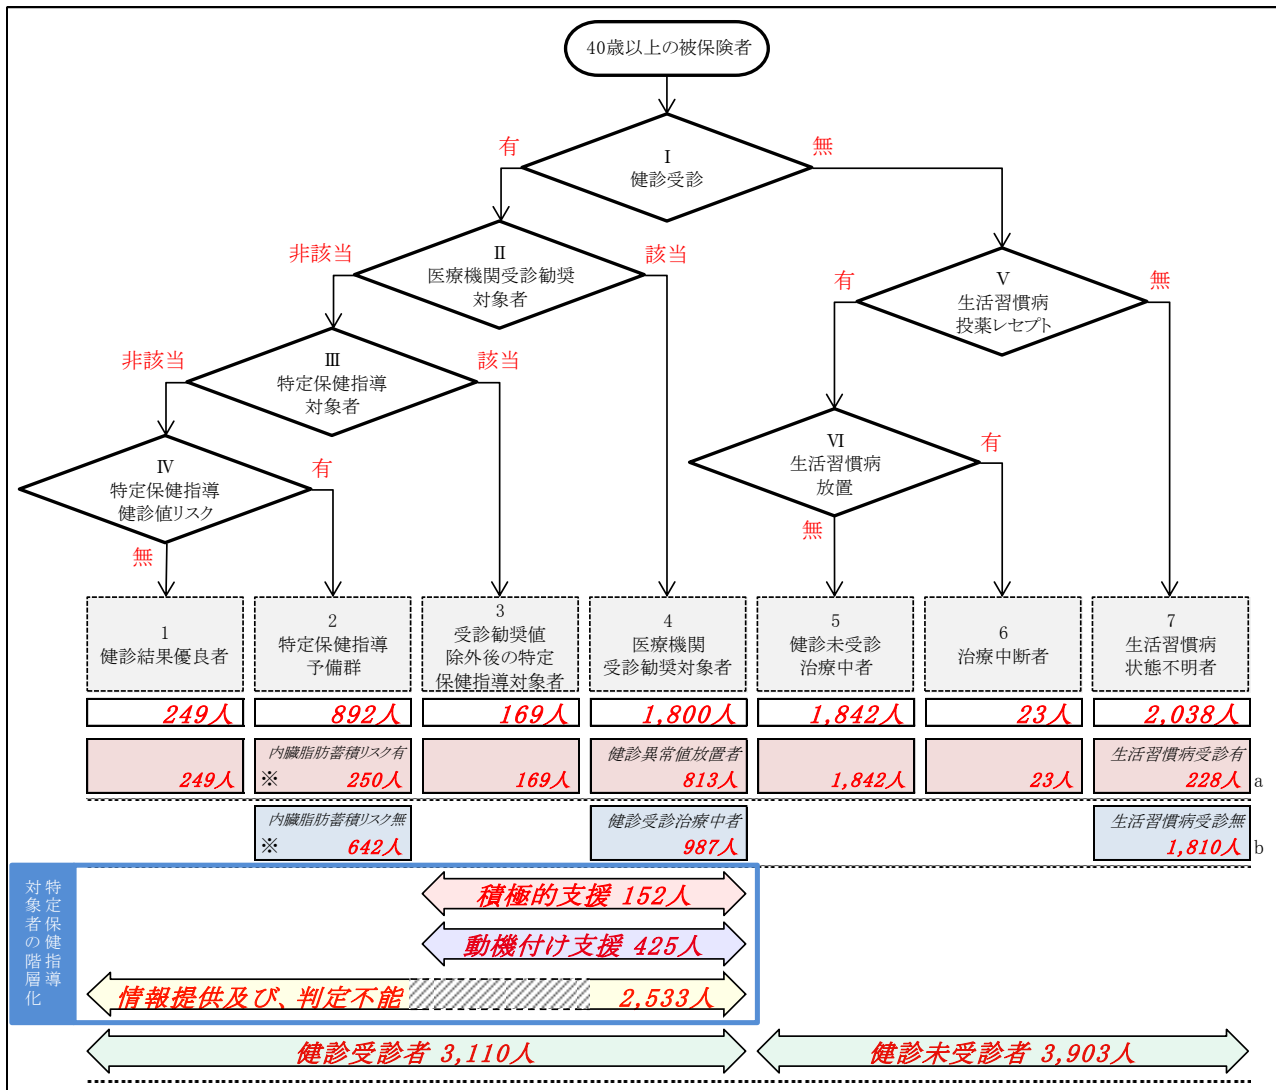 40歳以上の被保険者
Ⅰ
健診受診
有
無
Ⅱ
医療機関受診勧奨
対象者
非該当
該当
Ⅴ
生活習慣病
投薬レセプト
有
無
Ⅲ
特定保健指導
対象者
非該当
該当
Ⅵ
生活習慣病
放置
有
無
Ⅳ
特定保健指導
健診値リスク
有
無
1
健診結果優良者
2
特定保健指導
予備群
3
受診勧奨値
除外後の特定
保健指導対象者
4
医療機関
受診勧奨対象者
5
健診未受診
治療中者
6
治療中断者
7
生活習慣病
状態不明者
249人
892人
169人
1,800人
1,842人
23人
2,038人
249人
内臓脂肪蓄積リスク有
※ 250人
169人
健診異常値放置者
813人
1,842人
23人
生活習慣病受診有
228人
a
内臓脂肪蓄積リスク無
※ 642人
健診受診治療中者
987人
生活習慣病受診無
1,810人
b
特定保健指導
対象者の階層化
積極的支援 152人
動機付け支援 425人
情報提供及び、判定不能 2,533人
健診受診者 3,110人
健診未受診者 3,903人